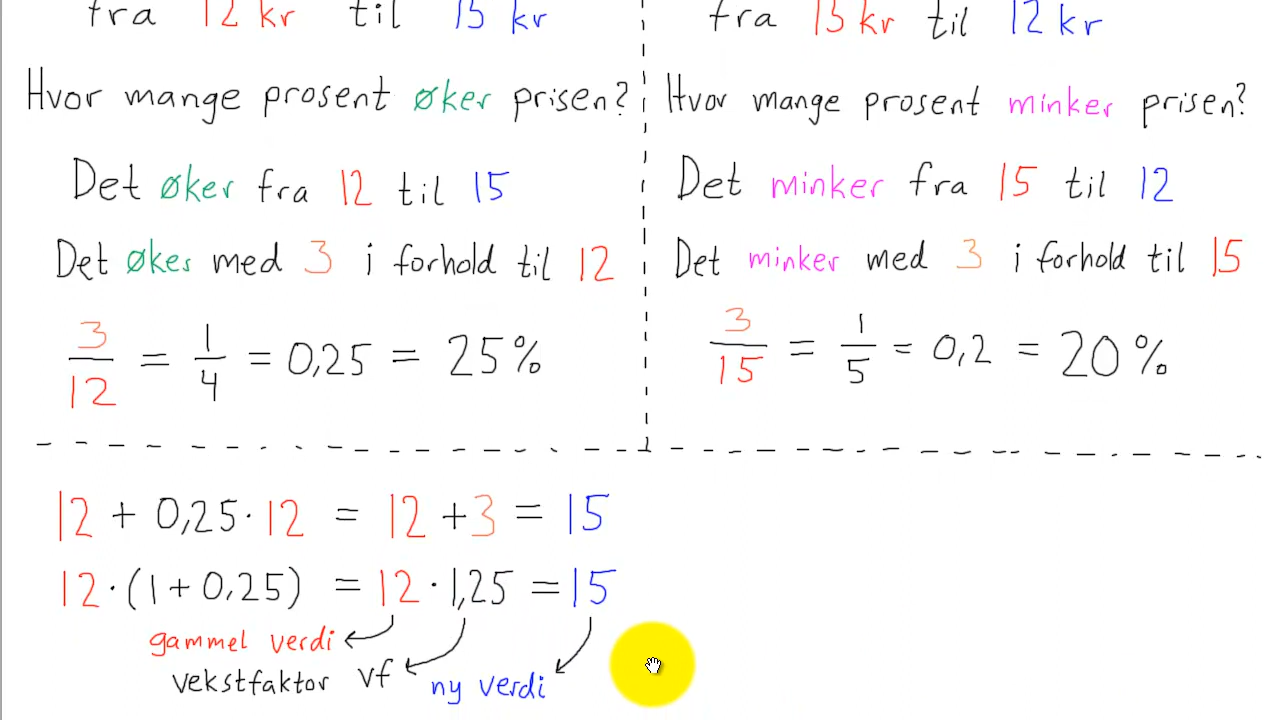 fra 12 kr til 15 kr
Hvor mange prosent øker prisen?
Det øker fra 12 til 15
Det økes med 3 i forhold til 12
3/12 = 1/4 = 0,25 = 25%
fra 15 kr til 12 kr
Hvor mange prosent minker prisen?
Det minker fra 15 til 12
Det minker med 3 i forhold til 15
3/15 = 1/5 = 0,2 = 20%
12 + 0,25 · 12 = 12 + 3 = 15
12 · (1 + 0,25) = 12 · 1,25 = 15
gammel verdi
vekstfaktor vf
ny verdi